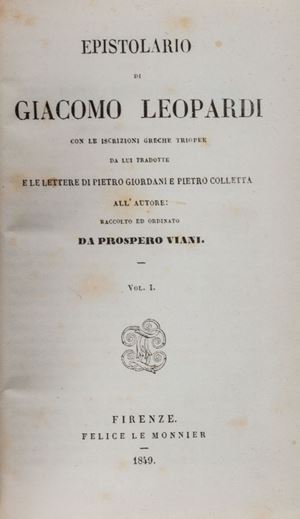 EPISTOLARIO
DI
GIACOMO LEOPARDI
CON LE ISCRIZIONI GRECHE TRIOPEE
DA LUI TRADOTTE
E LE LETTERE DI PIETRO GIORDANI E PIETRO COLLETTA
ALL' AUTORE:
RACCOLTO ED ORDINATO
DA PROSPERO VIANI.
—
VOL. I.
FIRENZE.
FELICE LE MONNIER
—
1849.